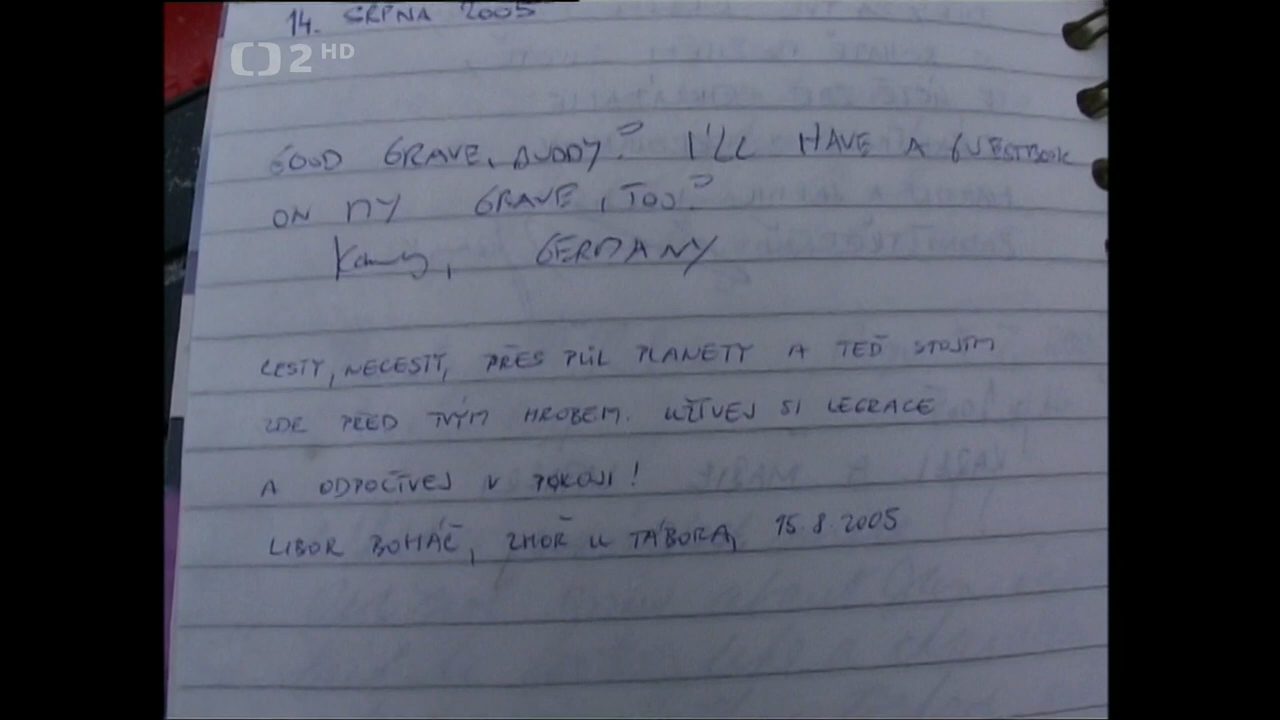 14. SRPNA 2005
2 HD
GOOD GRAVE, BUDDY? I'LL HAVE A GUESTBOOK
ON MY GRAVE, TOO?
GERMANY
CESTY, NECESTY, PŘES PŮL PLANETY A TEĎ STOJÍM
ZDE PŘED TVÝM HROBEM. UŽÍVEJ SI LEGRACE
A ODPOČÍVEJ V POKOJI!
LIBOR BOHÁČ, ZHOŘ U TÁBORA, 15.8.2005